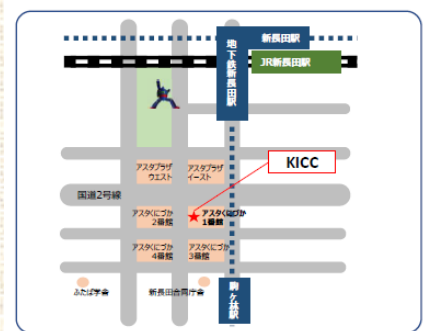 新長田駅
地下鉄新長田駅
JR新長田駅
KICC
アスタプラザ
ウエスト
アスタプラザ
イースト
国道2号線
アスタくにづか
2番館
アスタくにづか
1番館
アスタくにづか
4番館
アスタくにづか
3番館
ふたば学舎
新長田合同庁舎
駒ヶ林駅